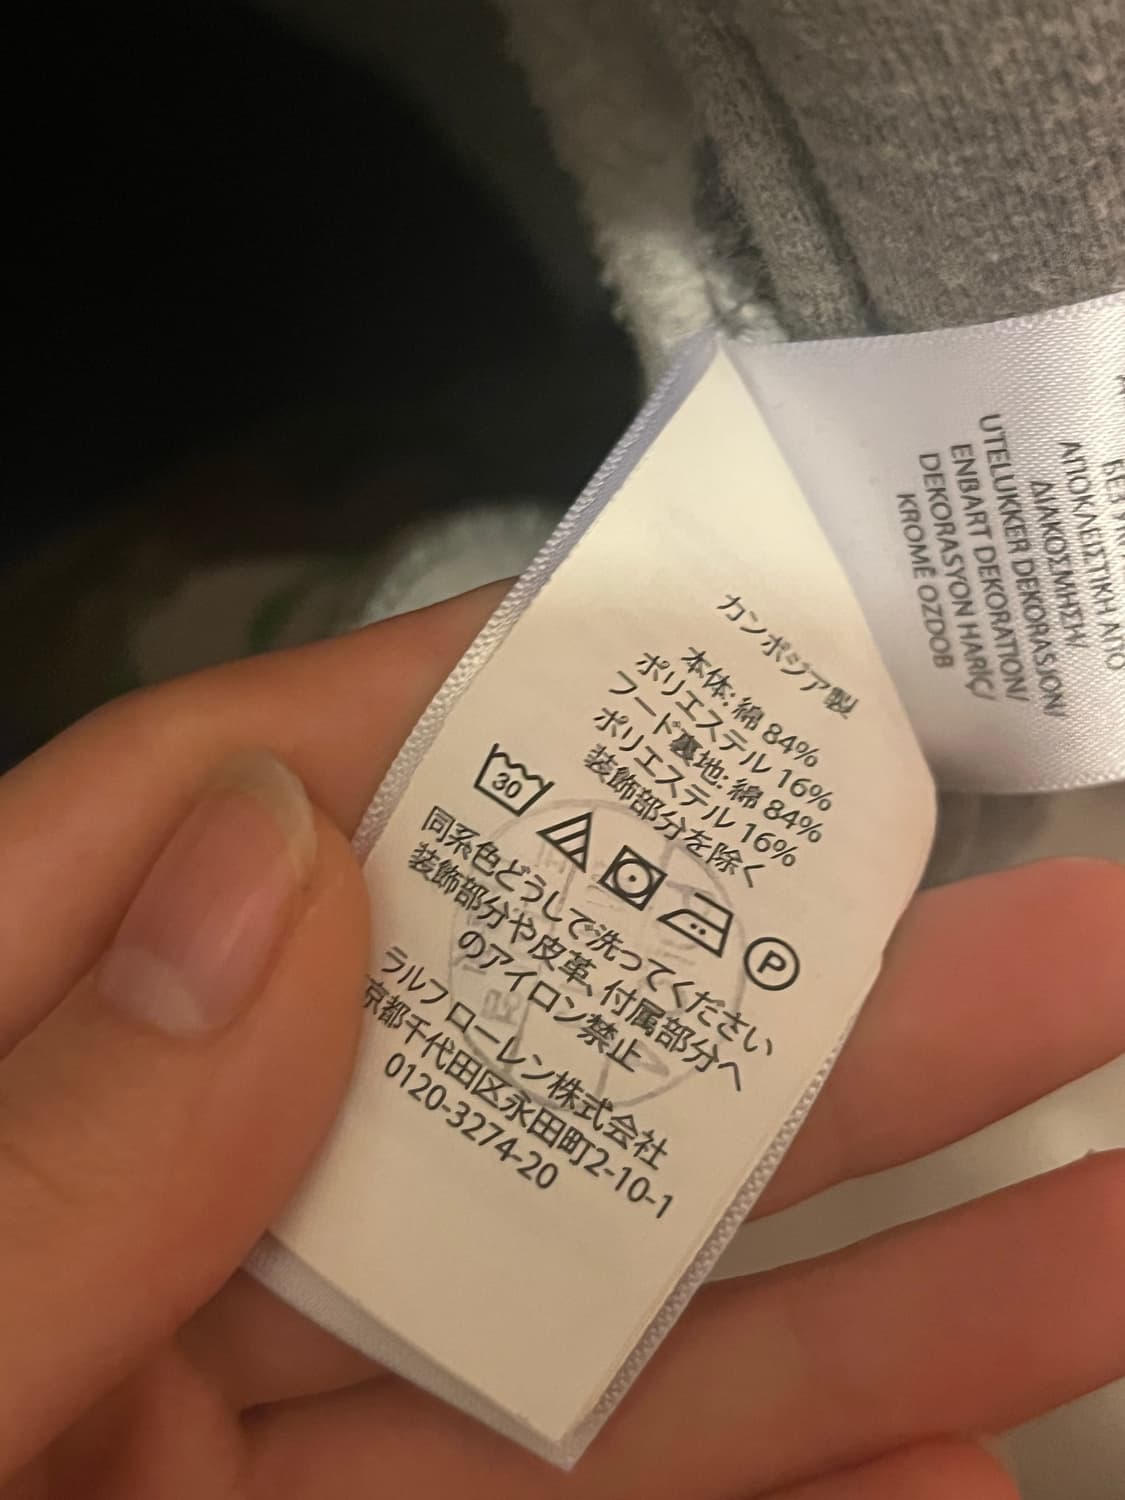 カンボジア製
本体: 綿 84%
ポリエステル 16%
フード裏地: 綿 84%
ポリエステル 16%
装飾部分を除く
30
P
同系色どうしで洗ってください
装飾部分や皮革、付属部分へ
のアイロン禁止
ラルフ ローレン株式会社
京都千代田区永田町2-10-1
0120-3274-20
ΑΠΟΚΛΕΙΣΤΙΚΗ ΑΠΟ
ΔΙΑΚΟΣΜΗΣΗ/
UTELUKKER DEKORASJON/
ENBART DEKORATION/
DEKORASYON HARİÇ/
KROMĚ OZDOB